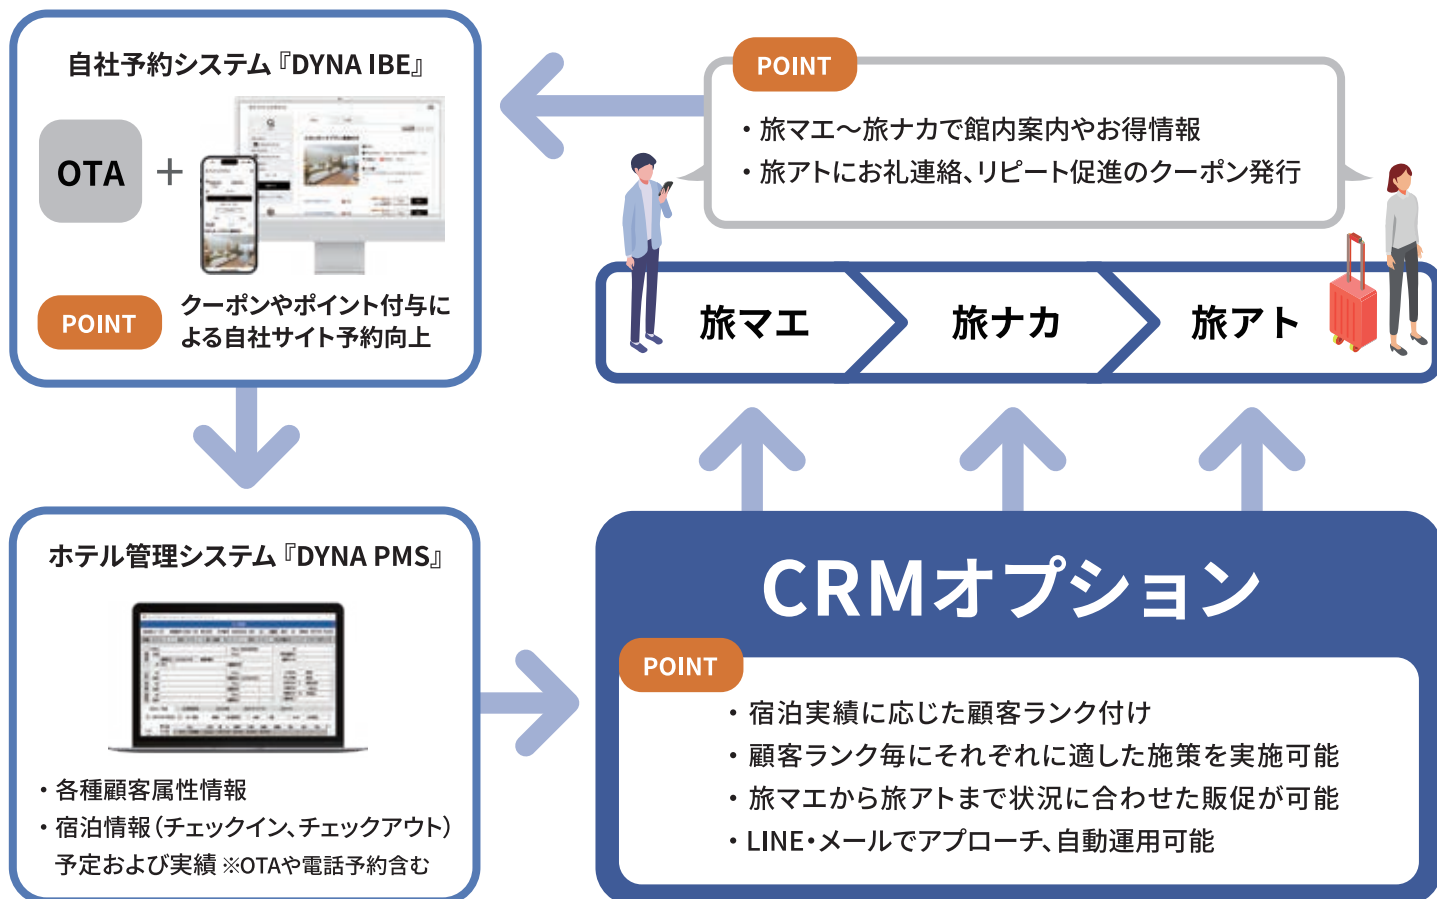 自社予約システム『DYNA IBE』
OTA
+
POINT
クーポンやポイント付与に
よる自社サイト予約向上
POINT
・旅マエ～旅ナカで館内案内やお得情報
・旅アトにお礼連絡、リピート促進のクーポン発行
旅マエ
旅ナカ
旅アト
ホテル管理システム『DYNA PMS』
・各種顧客属性情報
・宿泊情報（チェックイン、チェックアウト）
予定および実績 ※OTAや電話予約含む
CRMオプション
POINT
・宿泊実績に応じた顧客ランク付け
・顧客ランク毎にそれぞれに適した施策を実施可能
・旅マエから旅アトまで状況に合わせた販促が可能
・LINE・メールでアプローチ、自動運用可能